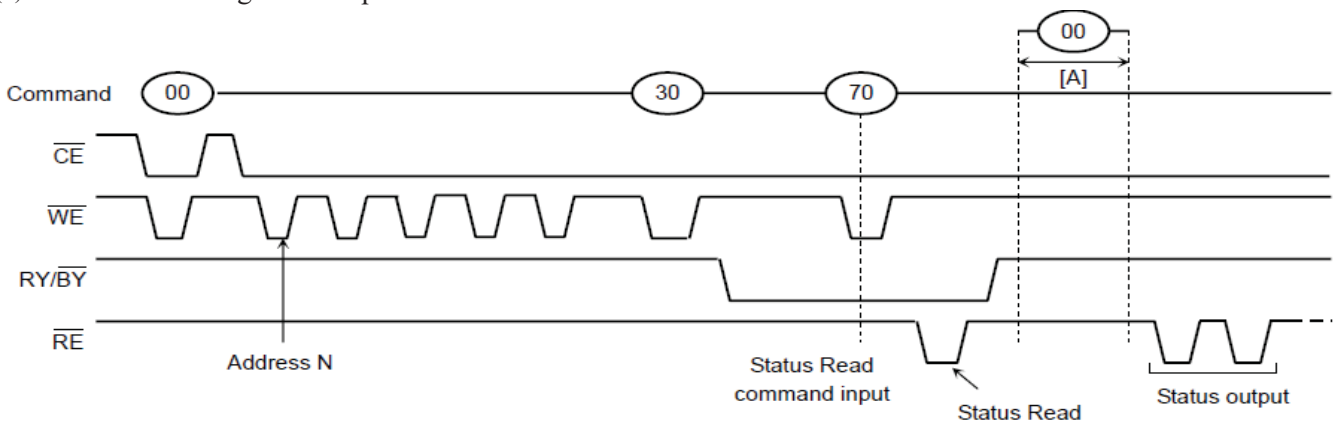 00
[A]
Command 00 30 70
CE
WE
RY/BY
RE
Address N
Status Read
command input
Status Read
Status output